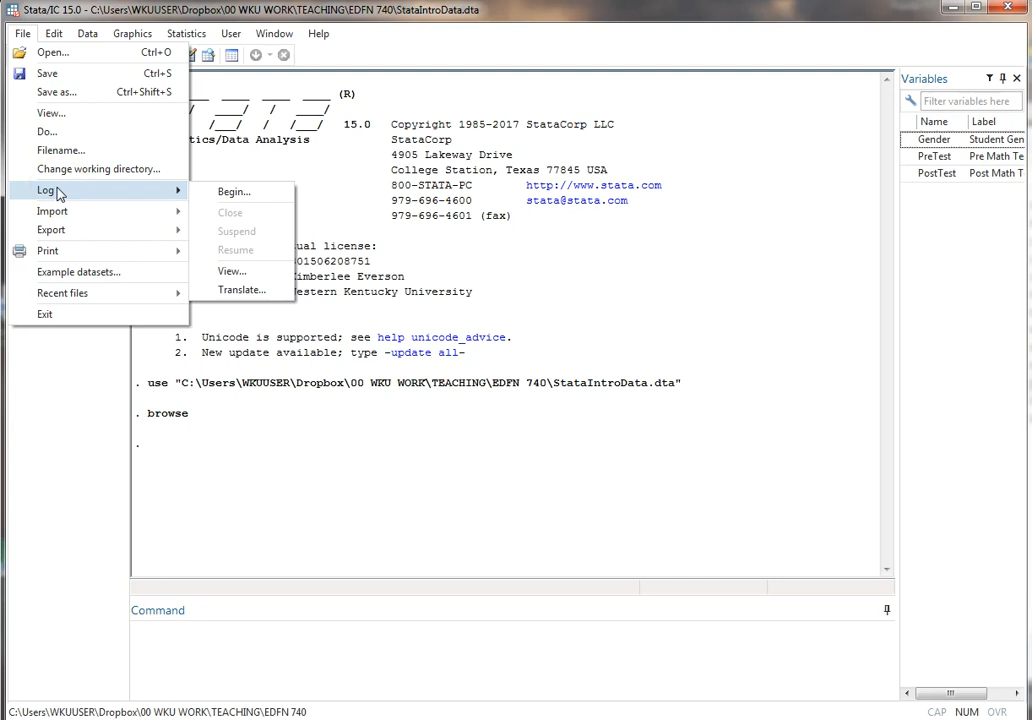 Stata/IC 15.0 - C:\Users\WKUUSER\Dropbox\00 WKU WORK\TEACHING\EDFN 740\StataIntroData.dta
File Edit Data Graphics Statistics User Window Help
Open... Ctrl+O
Save Ctrl+S
Save as... Ctrl+Shift+S
View...
Do...
Filename...
Change working directory...
Log
Import
Export
Print
Example datasets...
Recent files
Exit
Begin...
Close
Suspend
Resume
View...
Translate...
(R)
15.0 Copyright 1985-2017 StataCorp LLC
tics/Data Analysis StataCorp
4905 Lakeway Drive
College Station, Texas 77845 USA
800-STATA-PC http://www.stata.com
979-696-4600 stata@stata.com
979-696-4601 (fax)
ual license:
01506208751
imberlee Everson
estern Kentucky University
1. Unicode is supported; see help unicode_advice.
2. New update available; type -update all-
. use "C:\Users\WKUUSER\Dropbox\00 WKU WORK\TEACHING\EDFN 740\StataIntroData.dta"
. browse
.
Command
Variables
Filter variables here
Name Label
Gender Student Gen
PreTest Pre Math Te
PostTest Post Math T
C:\Users\WKUUSER\Dropbox\00 WKU WORK\TEACHING\EDFN 740
CAP NUM OVR